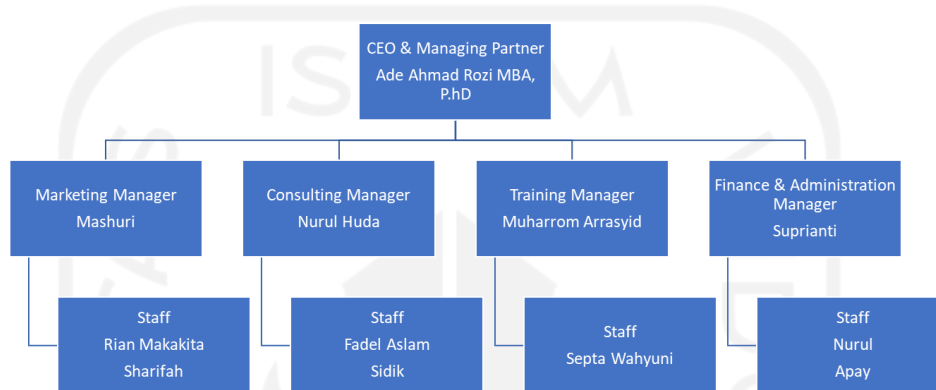 CEO & Managing Partner
Ade Ahmad Rozi MBA,
P.hD
Marketing Manager
Mashuri
Consulting Manager
Nurul Huda
Training Manager
Muharrom Arrasyid
Finance & Administration
Manager
Suprianti
Staff
Rian Makakita
Sharifah
Staff
Fadel Aslam
Sidik
Staff
Septa Wahyuni
Staff
Nurul
Apay